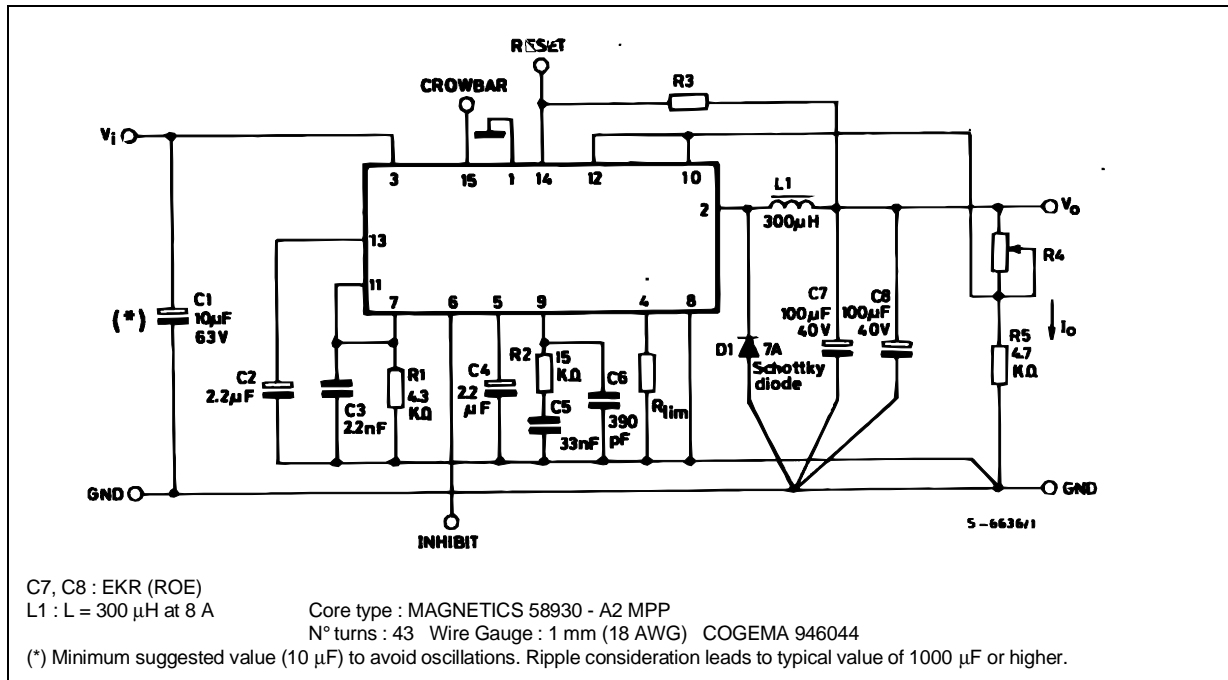 RESET
CROWBAR
R3
Vi
3
15
1
14
12
10
L1
2
300µH
Vo
13
R4
11
C1
(*)
10µF
63V
7
6
5
9
4
8
C7
100µF
40V
C8
100µF
40V
Io
R5
4.7
KΩ
D1
7A
Schottky
diode
C2
2.2µF
C3
2.2nF
R1
4.3
KΩ
C4
2.2
µF
R2
15
KΩ
C5
33nF
C6
390
pF
Rlim
GND
GND
INHIBIT
S-6636/1
C7, C8 : EKR (ROE)
L1 : L = 300 µH at 8 A Core type : MAGNETICS 58930 - A2 MPP
N° turns : 43 Wire Gauge : 1 mm (18 AWG) COGEMA 946044
(*) Minimum suggested value (10 µF) to avoid oscillations. Ripple consideration leads to typical value of 1000 µF or higher.